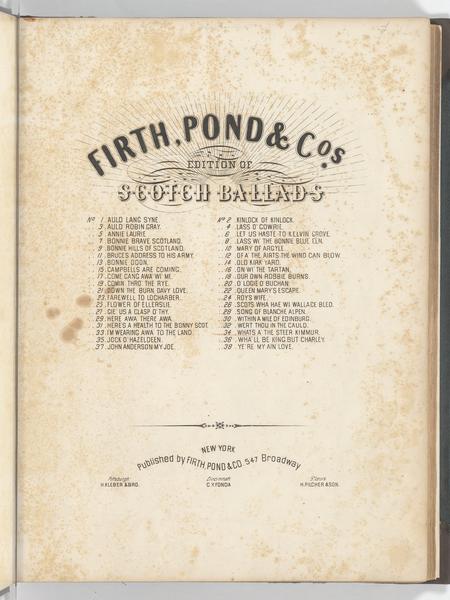 FIRTH, POND & Cos.
EDITION OF
SCOTCH BALLADS
No 1 AULD LANG SYNE.
3. AULD ROBIN GRAY.
5. ANNIE LAURIE
7. BONNIE BRAVE SCOTLAND.
9. BONNIE HILLS OF SCOTLAND.
11. BRUCE'S ADDRESS TO HIS ARMY.
13. BONNIE DOON.
15. CAMPBELLS ARE COMING.
17. COME GANG AWA WI' ME.
19. COMIN THRO' THE RYE.
21. DOWN THE BURN DAVY LOVE.
23. FAREWELL TO LOCHABER.
25. FLOWER OF ELLERSLIE.
27. GIE US A CLASP O' THY.
29. HERE AWA THERE AWA.
31. HERE'S A HEALTH TO THE BONNY SCOT.
33. I'M WEARING AWA' TO THE LAND.
35. JOCK O' HAZELDEEN.
37. JOHN ANDERSON MY JOE.
No 2 KINLOCK OF KINLOCK.
4. LASS O' GOWRIE.
6 LET US HASTE TO KELVIN GROVE.
8. LASS W' THE BONNIE BLUE EEN.
10 MARY OF ARGYLE.
12 OF A' THE AIRTS THE WIND CAN BLOW.
14 OLD KIRK YARD.
16. ON WI' THE TARTAN.
18. OUR OWN ROBBIE BURNS.
20. O LOGIE O' BUCHAN.
22 QUEEN MARY'S ESCAPE.
24 ROY'S WIFE.
26 SCOTS WHA HAE WI WALLACE BLED.
28. SONG OF BLANCHE ALPEN.
30. WITHIN A MILE OF EDINBURG.
32. WERT THOU IN THE CAULD.
34 WHAT'S A' THE STEER KIMMUR.
36. WHA'LL BE KING BUT CHARLEY.
38. YE'RE MY AIN LOVE.
NEW YORK
Published by FIRTH, POND & CO. 547 Broadway
Pittsburgh
H. KLEBER & BRO.
Cincinnati
C.Y. FONDA
St Louis
H. PILCHER & SON.